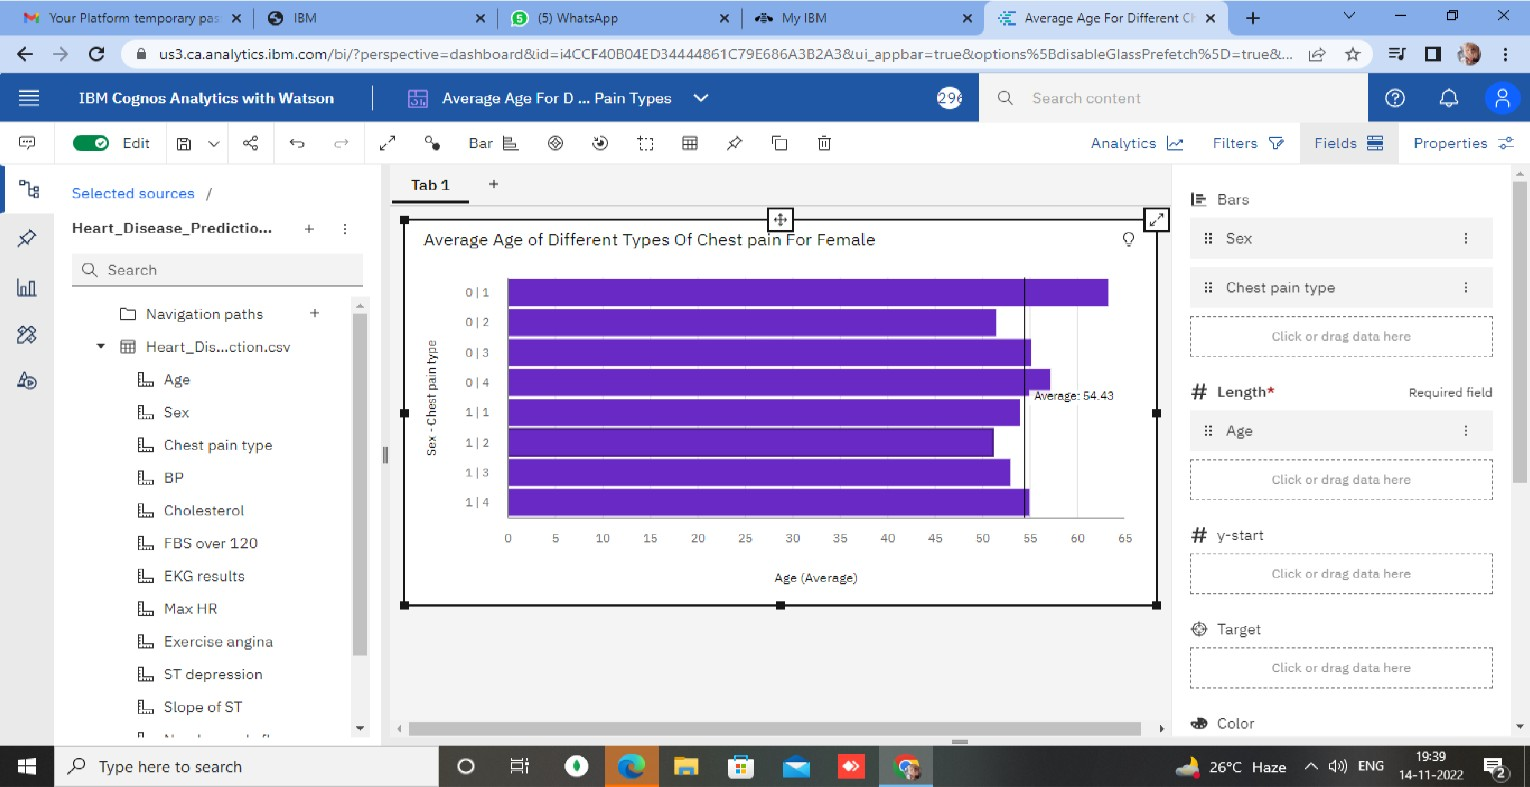 Your Platform temporary pas
IBM
(5) WhatsApp
My IBM
Average Age For Different Ch
us3.ca.analytics.ibm.com/bi/?perspective=dashboard&id=i4CCF40B04ED34444861C79E686A3B2A3&ui_appbar=true&options%5BdisableGlassPrefetch%5D=true&...
IBM Cognos Analytics with Watson
Average Age For D ... Pain Types
296
Search content
Edit
Bar
Analytics
Filters
Fields
Properties
Selected sources /
Heart_Disease_Predictio...
Search
Navigation paths
Heart_Dis...ction.csv
Age
Sex
Chest pain type
BP
Cholesterol
FBS over 120
EKG results
Max HR
Exercise angina
ST depression
Slope of ST
Tab 1
Average Age of Different Types Of Chest pain For Female
Sex - Chest pain type
0 | 1
0 | 2
0 | 3
0 | 4
1 | 1
1 | 2
1 | 3
1 | 4
Average: 54.43
0 5 10 15 20 25 30 35 40 45 50 55 60 65
Age (Average)
Bars
Sex
Chest pain type
Click or drag data here
Length*
Required field
Age
Click or drag data here
y-start
Click or drag data here
Target
Click or drag data here
Color
Type here to search
26°C Haze
ENG
19:39
14-11-2022
2